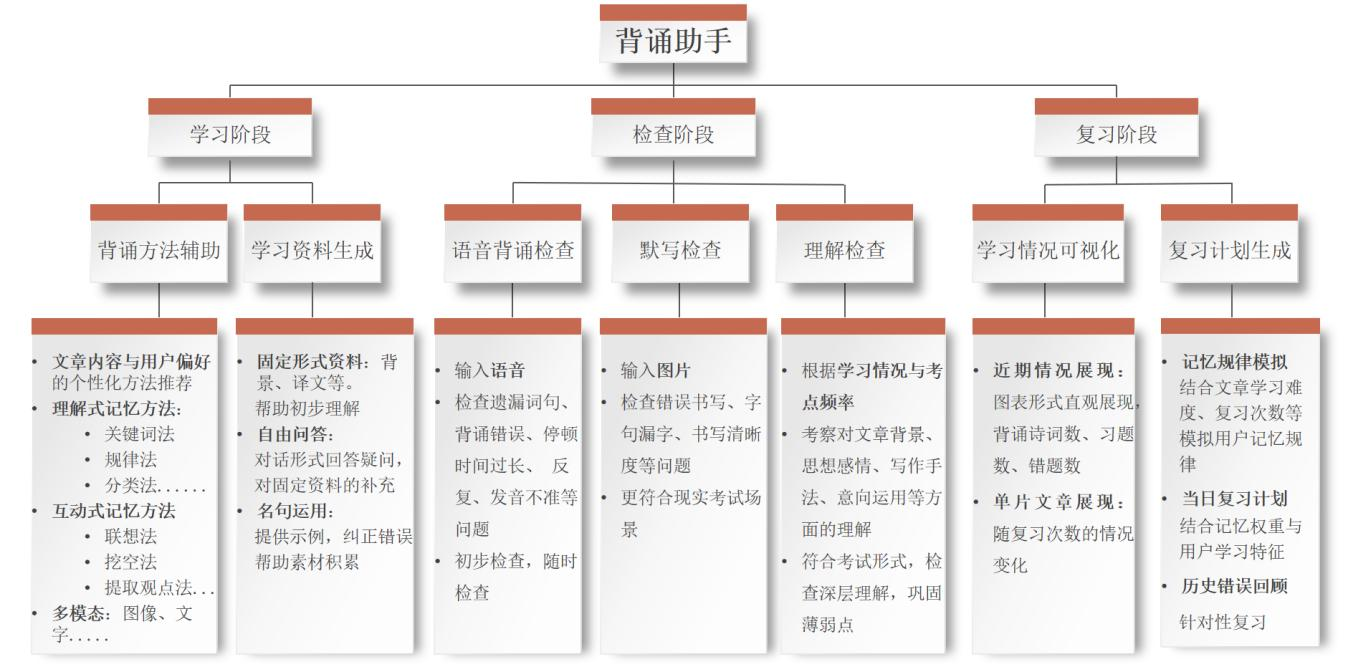 背诵助手
学习阶段
检查阶段
复习阶段
背诵方法辅助
学习资料生成
语音背诵检查
默写检查
理解检查
学习情况可视化
复习计划生成
• 文章内容与用户偏好
的个性化方法推荐
• 理解式记忆方法：
• 关键词法
• 规律法
• 分类法......
• 互动式记忆方法
• 联想法
• 挖空法
• 提取观点法...
• 多模态：图像、文
字.....
• 固定形式资料：背
景、译文等。
帮助初步理解
• 自由问答：
对话形式回答疑问，
对固定资料的补充
• 名句运用：
提供示例，纠正错误
帮助素材积累
• 输入语音
• 检查遗漏词句、
背诵错误、停顿
时间过长、 反
复、发音不准等
问题
• 初步检查，随时
检查
• 输入图片
• 检查错误书写、字
句漏字、书写清晰
度等问题
• 更符合现实考试场
景
• 根据学习情况与考
点频率
• 考察对文章背景、
思想感情、写作手
法、意向运用等方
面的理解
• 符合考试形式，检
查深层理解，巩固
薄弱点
• 近期情况展现：
图表形式直观展现，
背诵诗词数、习题
数、错题数
• 单片文章展现：
随复习次数的情况
变化
• 记忆规律模拟
结合文章学习难
度、复习次数等
模拟用户记忆规
律
• 当日复习计划
结合记忆权重与
用户学习特征
• 历史错误回顾
针对性复习